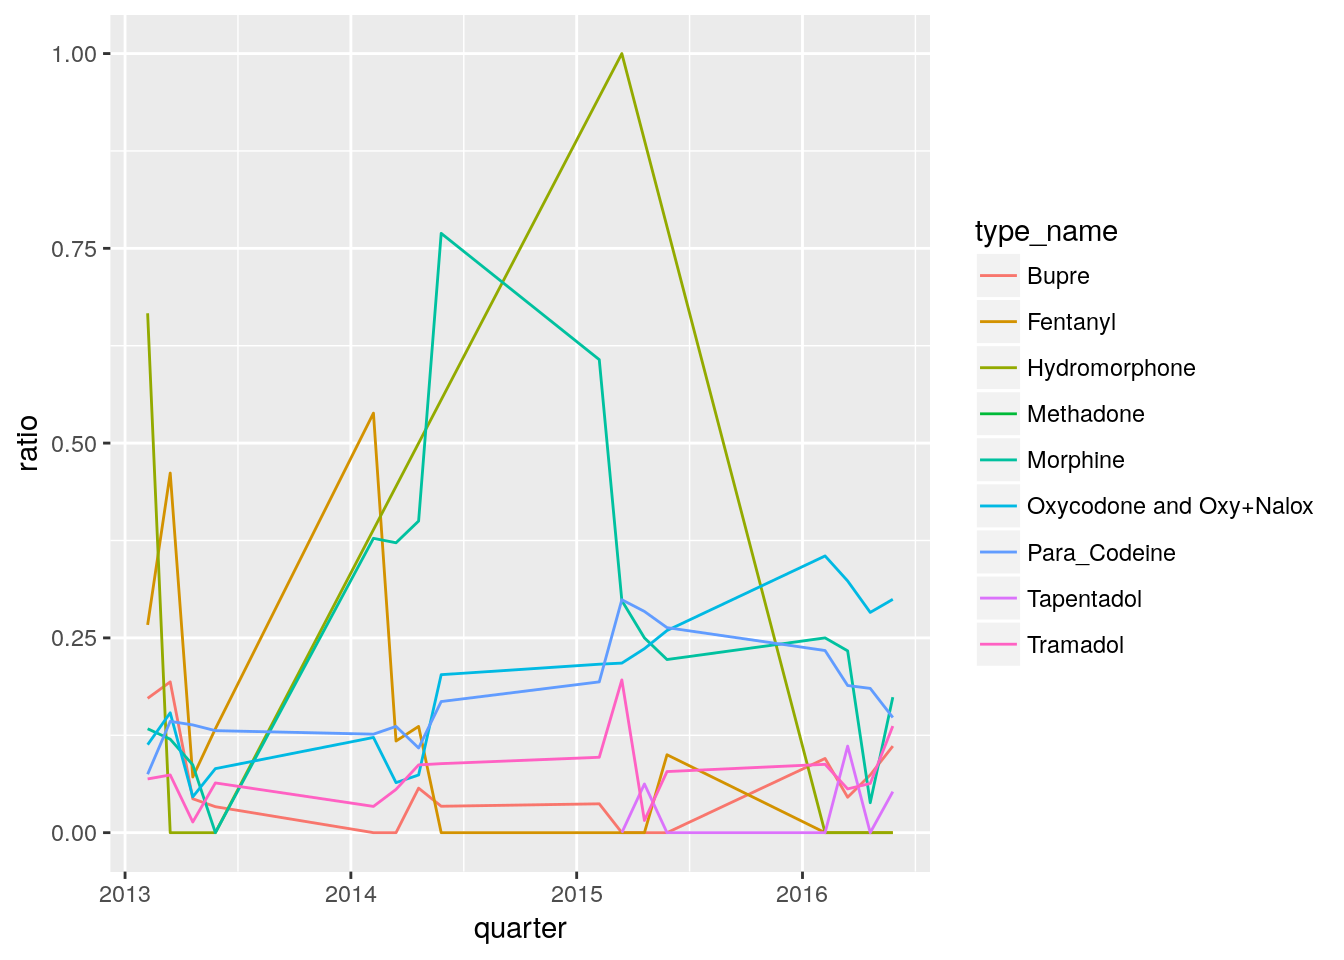 1.00
0.75
0.50
0.25
0.00
ratio
2013 2014 2015 2016
quarter
type_name
Bupre
Fentanyl
Hydromorphone
Methadone
Morphine
Oxycodone and Oxy+Nalox
Para_Codeine
Tapentadol
Tramadol